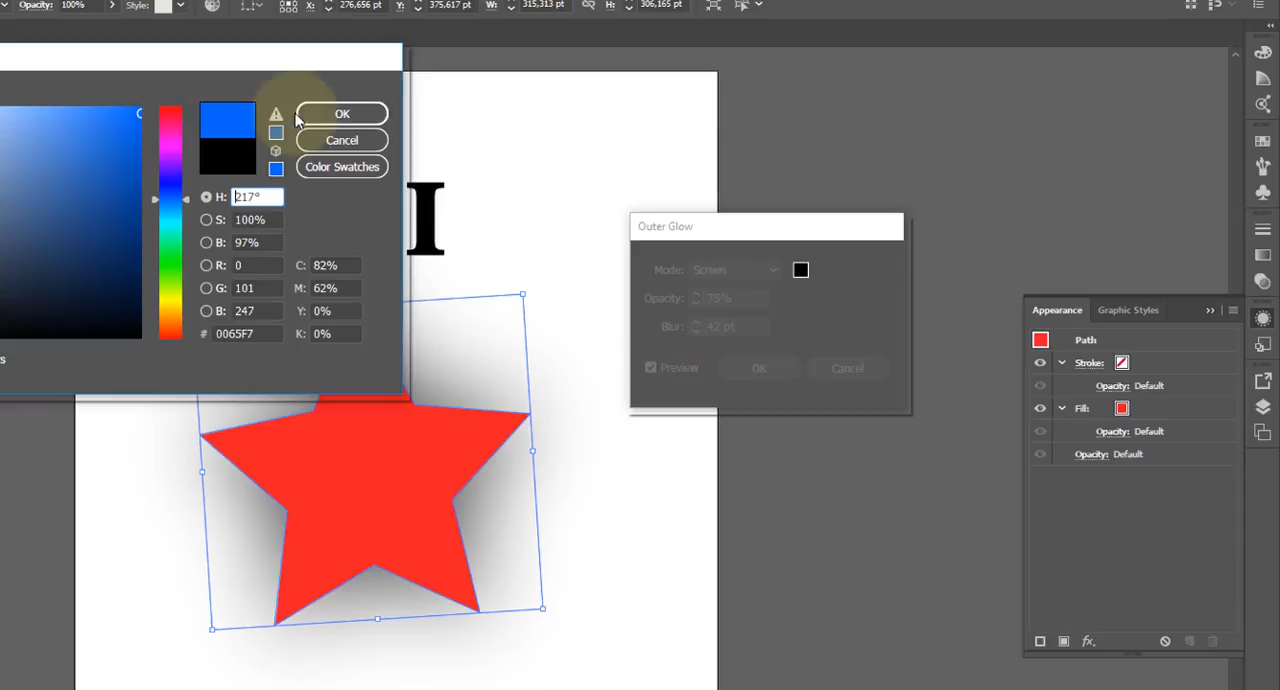 Opacity: 100% Style: X: 276,656 pt Y: 375,617 pt W: 315,313 pt H: 306,165 pt
OK
Cancel
Color Swatches
H: 217°
S: 100%
B: 97%
R: 0 C: 82%
G: 101 M: 62%
B: 247 Y: 0%
# 0065F7 K: 0%
I
Outer Glow
Mode: Screen
Opacity: 75%
Blur: 42 pt
Preview OK Cancel
Appearance Graphic Styles
Path
Stroke:
Opacity: Default
Fill:
Opacity: Default
Opacity: Default
fx.